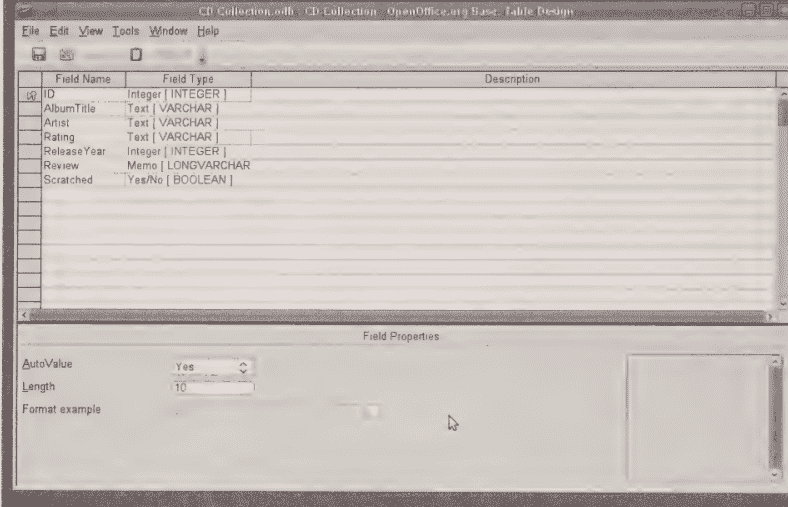 CD Collection.odb : CD Collection - OpenOffice.org Base: Table Design
File Edit View Tools Window Help
Field Name Field Type Description
ID Integer [ INTEGER ]
AlbumTitle Text [ VARCHAR ]
Artist Text [ VARCHAR ]
Rating Text [ VARCHAR ]
ReleaseYear Integer [ INTEGER ]
Review Memo [ LONGVARCHAR
Scratched Yes/No [ BOOLEAN ]
Field Properties
AutoValue Yes
Length 10
Format example